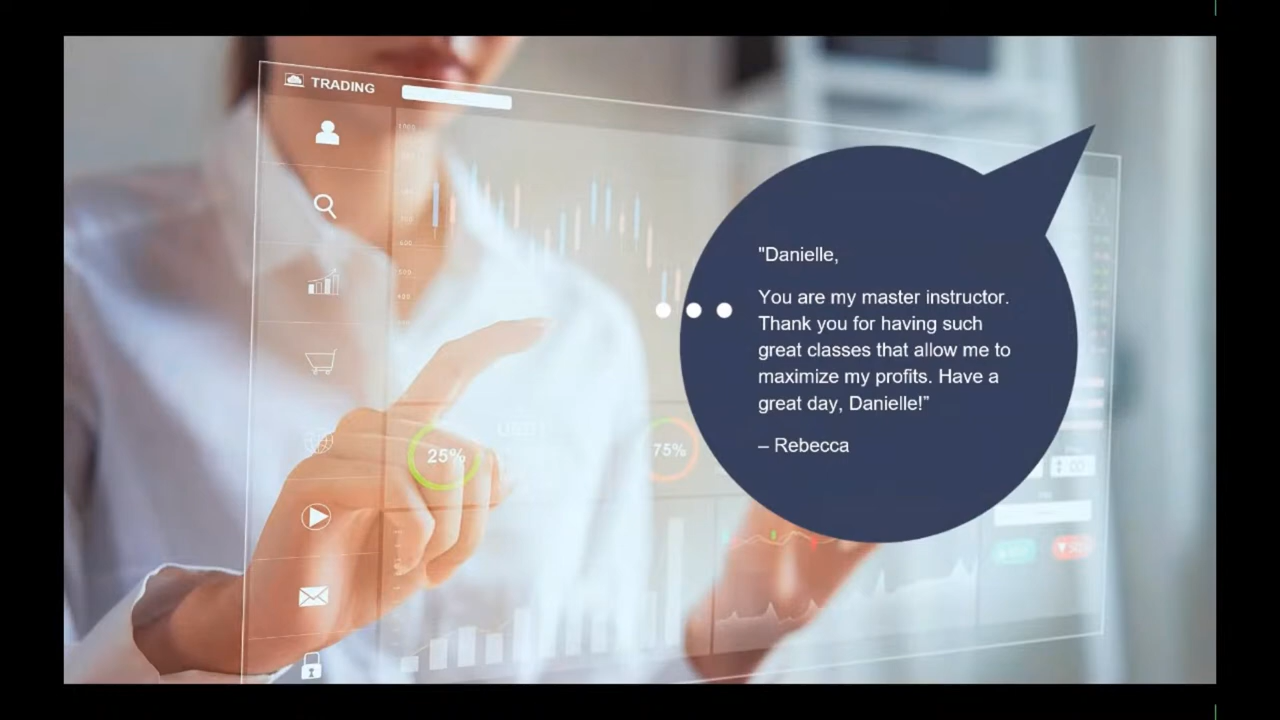 TRADING
"Danielle,
You are my master instructor.
Thank you for having such
great classes that allow me to
maximize my profits. Have a
great day, Danielle!”
– Rebecca
25%
75%